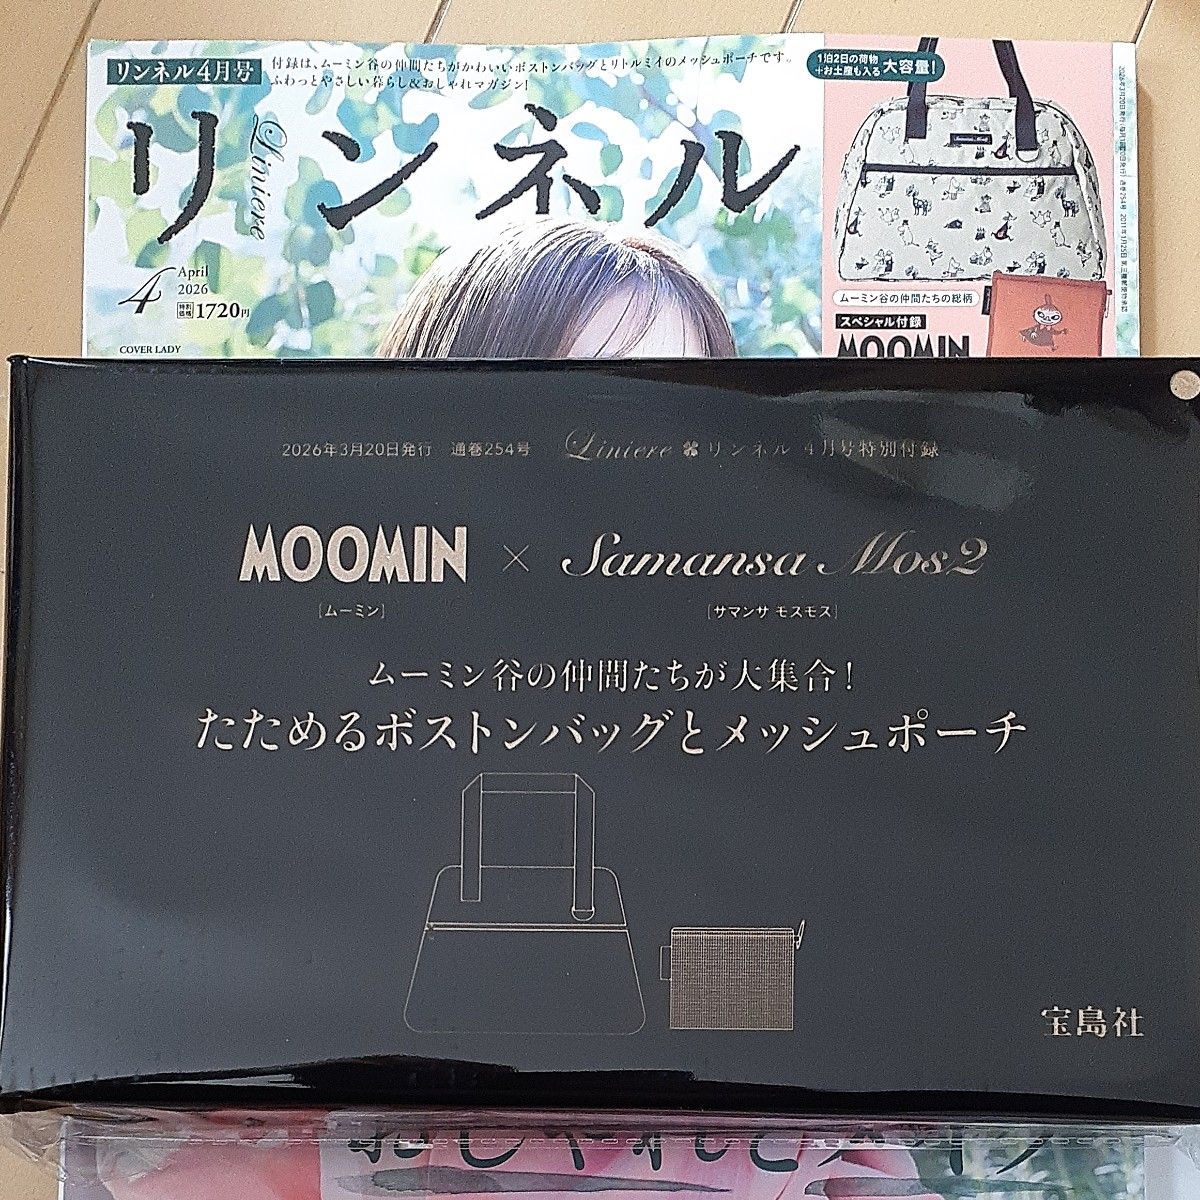 リンネル4月号
付録は、ムーミン谷の仲間たちがかわいいボストンバッグとリトルミイのメッシュポーチです。
ふわっとやさしい暮らし&おしゃれマガジン!
リンネル
Liniere
4
April
2026
特別価格 1720円
COVER LADY
1泊2日の荷物
+お土産も入る 大容量!
ムーミン谷の仲間たちの総柄
スペシャル付録
MOOMIN
2026年3月20日発行 通巻254号 Liniere リンネル 4月号特別付録
MOOMIN × Samansa Mos2
[ムーミン] [サマンサ モスモス]
ムーミン谷の仲間たちが大集合!
たためるボストンバッグとメッシュポーチ
宝島社